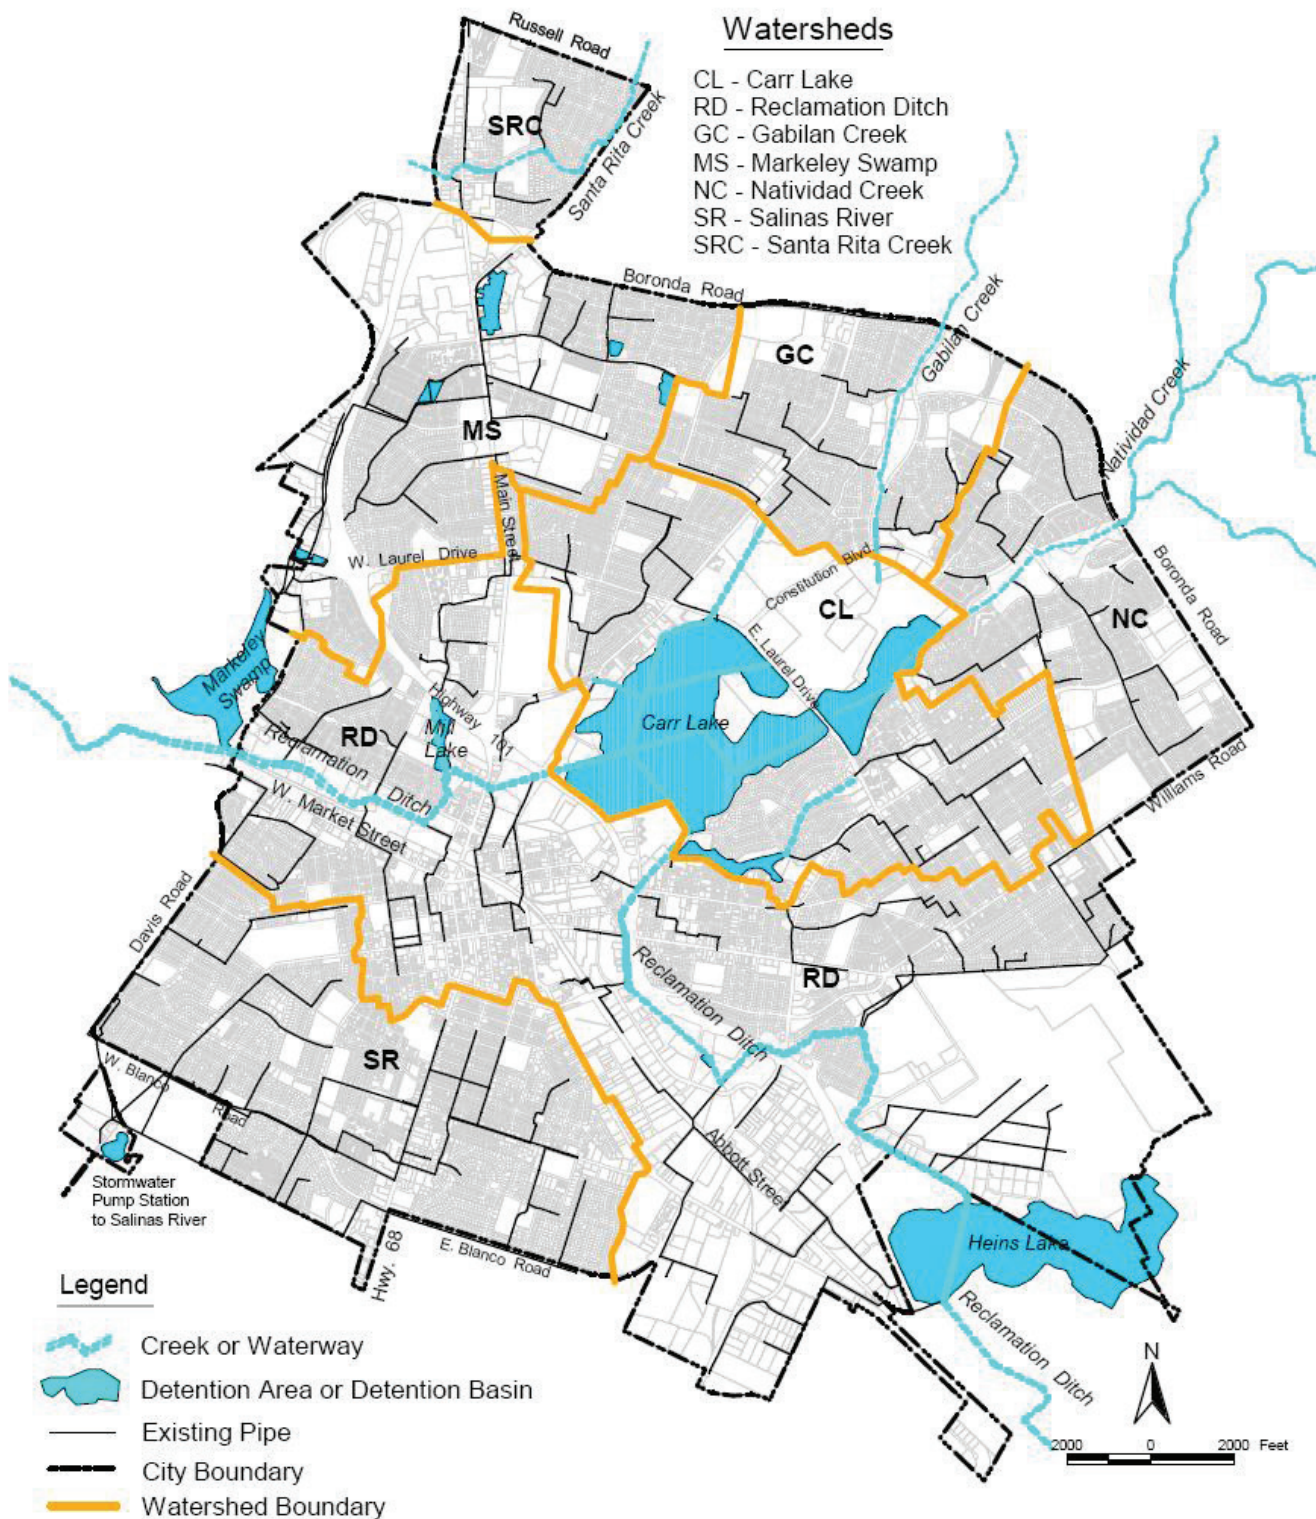 Russell Road
Watersheds
CL - Carr Lake
RD - Reclamation Ditch
GC - Gabilan Creek
MS - Markeley Swamp
NC - Natividad Creek
SR - Salinas River
SRC - Santa Rita Creek
SRC
Santa Rita Creek
Boronda Road
GC
Gabilan Creek
Natividad Creek
MS
Main Street
W. Laurel Drive
Constitution Blvd.
CL
NC
Boronda Road
E. Laurel Drive
Markeley
Swamp
Highway 101
Mill
Lake
Carr Lake
RD
Reclamation Ditch
W. Market Street
Williams Road
Davis Road
Reclamation Ditch
RD
SR
W. Blanco Road
Abbott Street
Stormwater
Pump Station
to Salinas River
Hwy. 68
E. Blanco Road
Heins Lake
Reclamation Ditch
Legend
Creek or Waterway
Detention Area or Detention Basin
Existing Pipe
City Boundary
Watershed Boundary
N
2000 0 2000 Feet